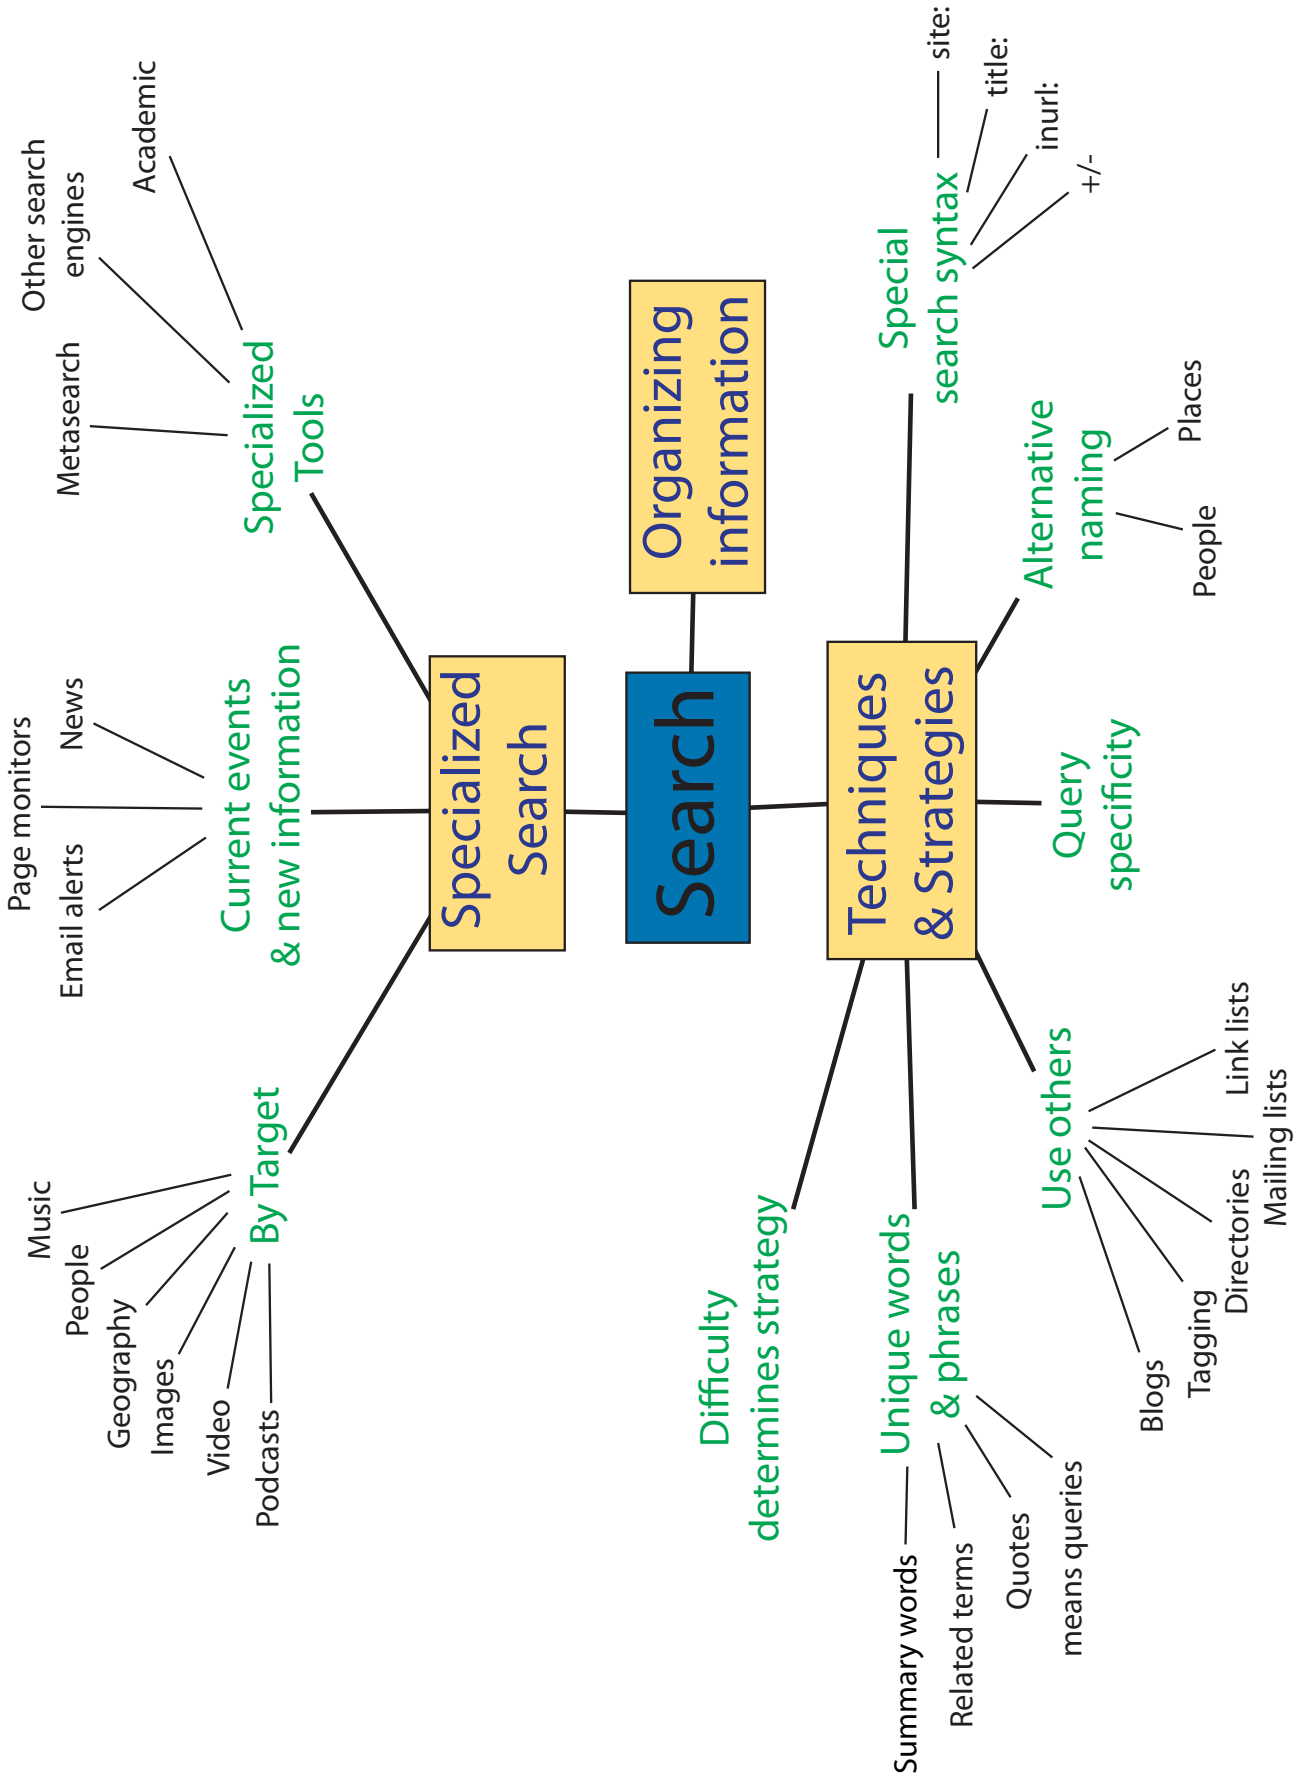 Music
People
Geography
Images
Video
Podcasts
By Target
Page monitors
Email alerts
News
Current events
& new information
Other search
engines
Metasearch
Academic
Specialized
Tools
Specialized
Search
Search
Organizing
information
Techniques
& Strategies
Difficulty
determines strategy
Unique words
& phrases
Summary words
Related terms
Quotes
means queries
Use others
Blogs
Tagging
Directories
Mailing lists
Link lists
Query
specificity
Alternative
naming
People
Places
Special
search syntax
site:
title:
inurl:
+/-